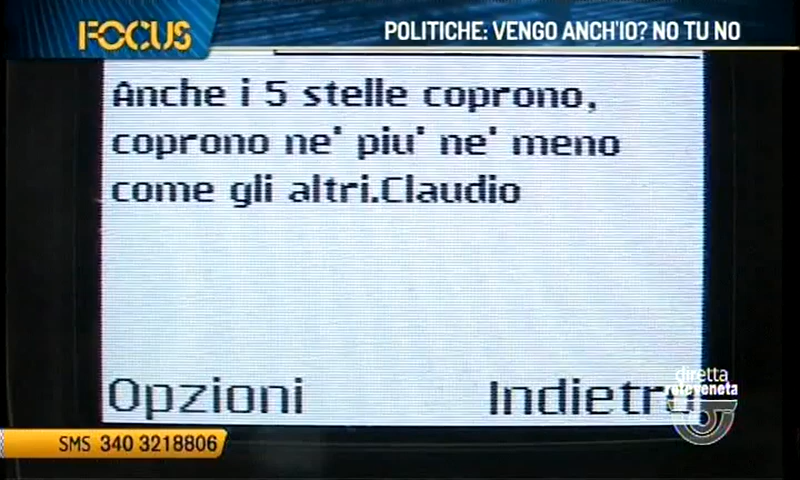 FOCUS
POLITICHE: VENGO ANCH'IO? NO TU NO
Anche i 5 stelle coprono,
coprono ne' piu' ne' meno
come gli altri.Claudio
Opzioni
Indietro
diretta
reteveneta
SMS 340 3218806